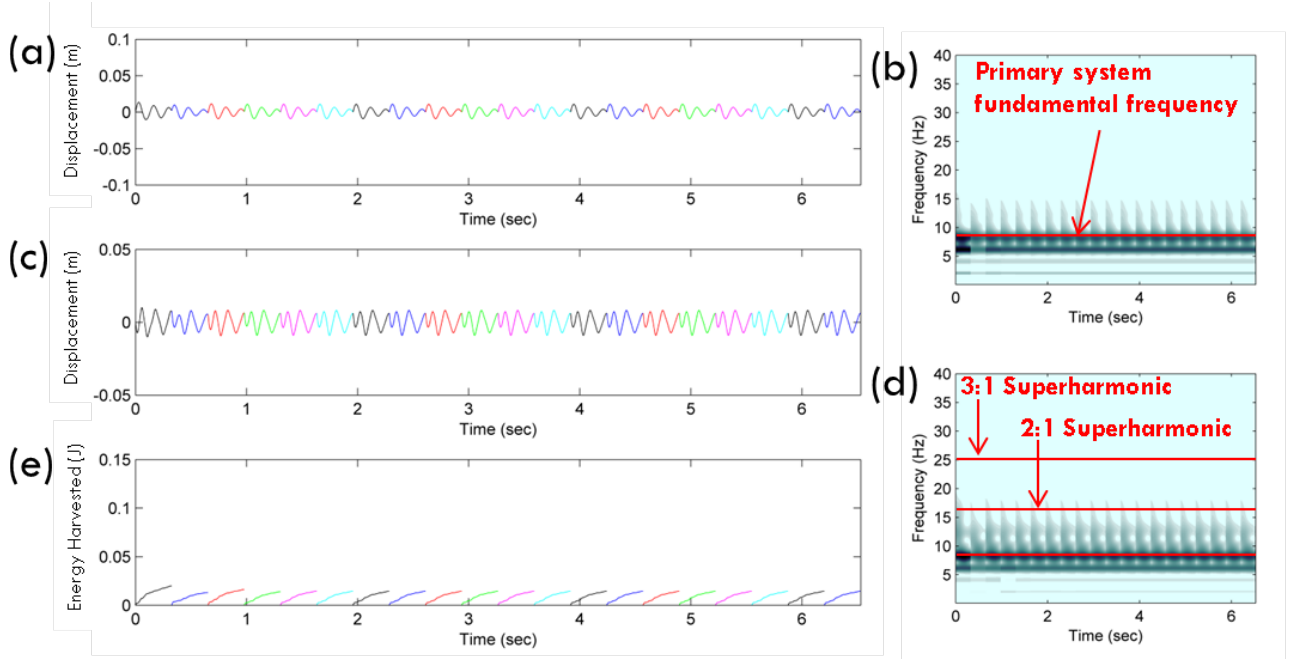 (a)
Displacement (m)
0.1
0.05
0
-0.05
-0.1
0 1 2 3 4 5 6
Time (sec)
(b)
Frequency (Hz)
40
35
30
25
20
15
10
5
Primary system
fundamental frequency
0 2 4 6
Time (sec)
(c)
Displacement (m)
0.05
0
-0.05
0 1 2 3 4 5 6
Time (sec)
(d)
Frequency (Hz)
40
35
30
25
20
15
10
5
3:1 Superharmonic
2:1 Superharmonic
0 2 4 6
Time (sec)
(e)
Energy Harvested (J)
0.15
0.1
0.05
0
0 1 2 3 4 5 6
Time (sec)